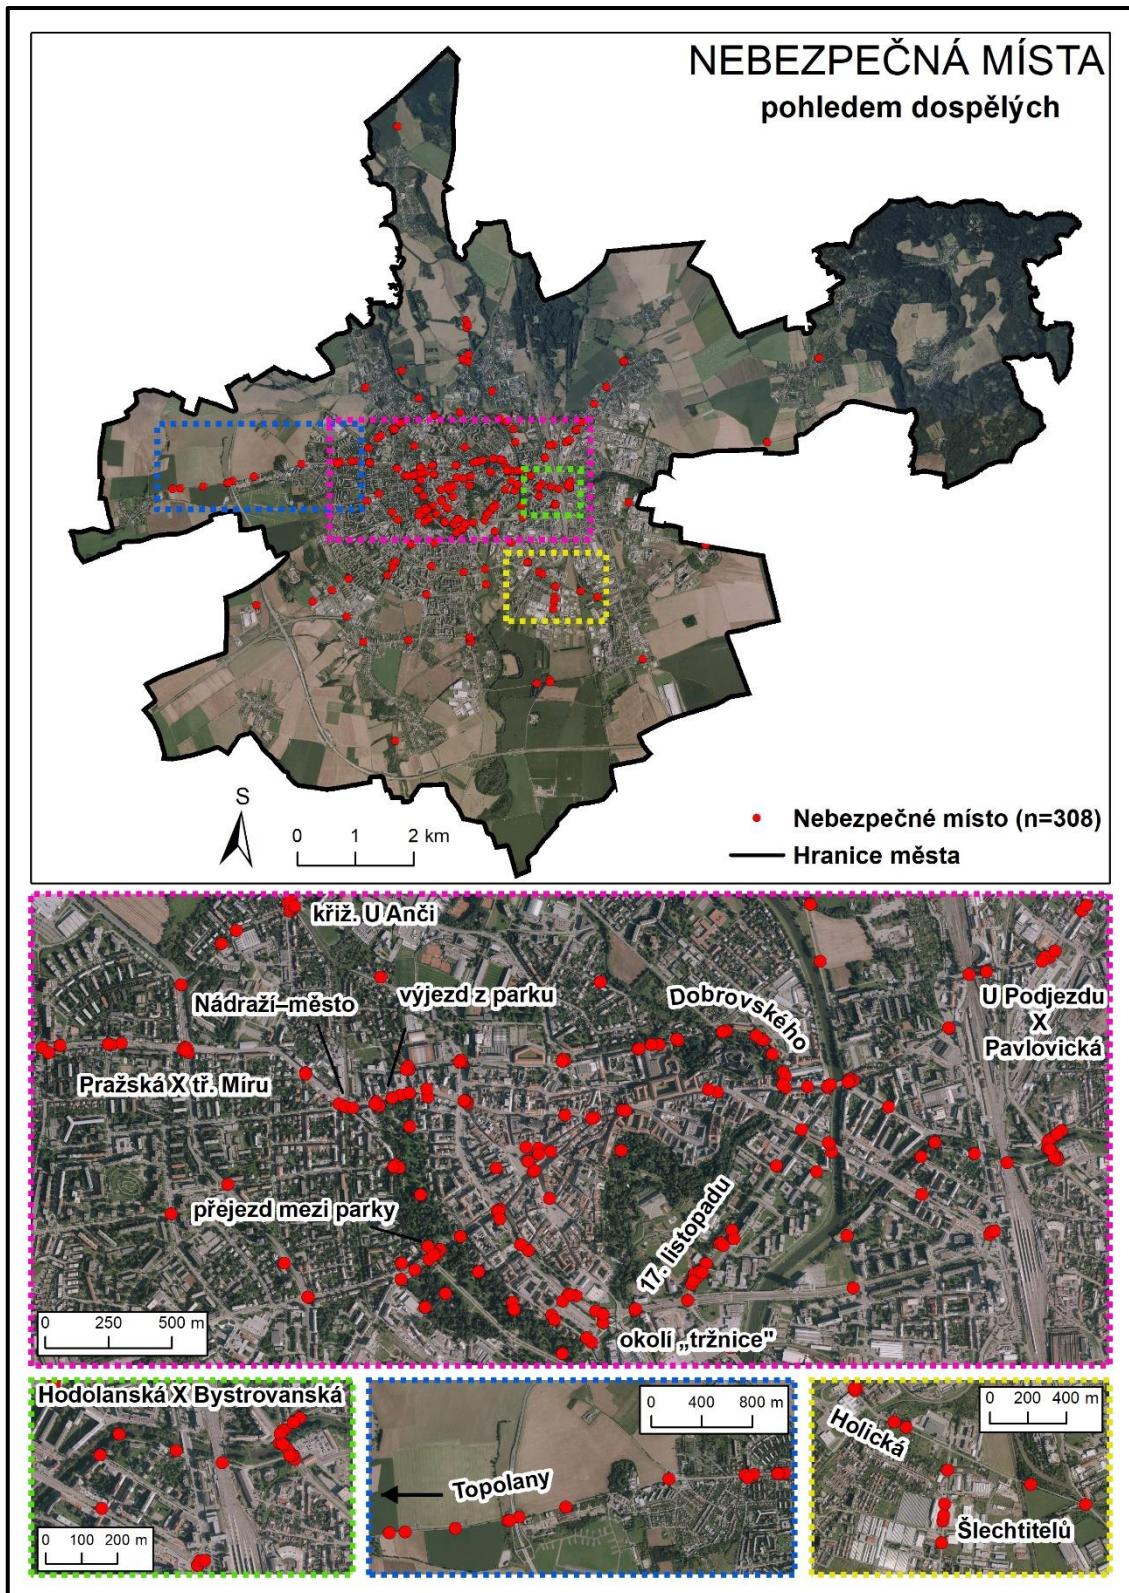 NEBEZPEČNÁ MÍSTA
pohledem dospělých
S
0 1 2 km
Nebezpečné místo (n=308)
Hranice města
křiž. U Anči
Nádraží–město
výjezd z parku
Dobrovského
U Podjezdu
X
Pavlovická
Pražská X tř. Míru
přejezd mezi parky
17. listopadu
okolí „tržnice"
0 250 500 m
Hodolanská X Bystrovanská
0 100 200 m
0 400 800 m
Topolany
0 200 400 m
Holická
Šlechtitelů